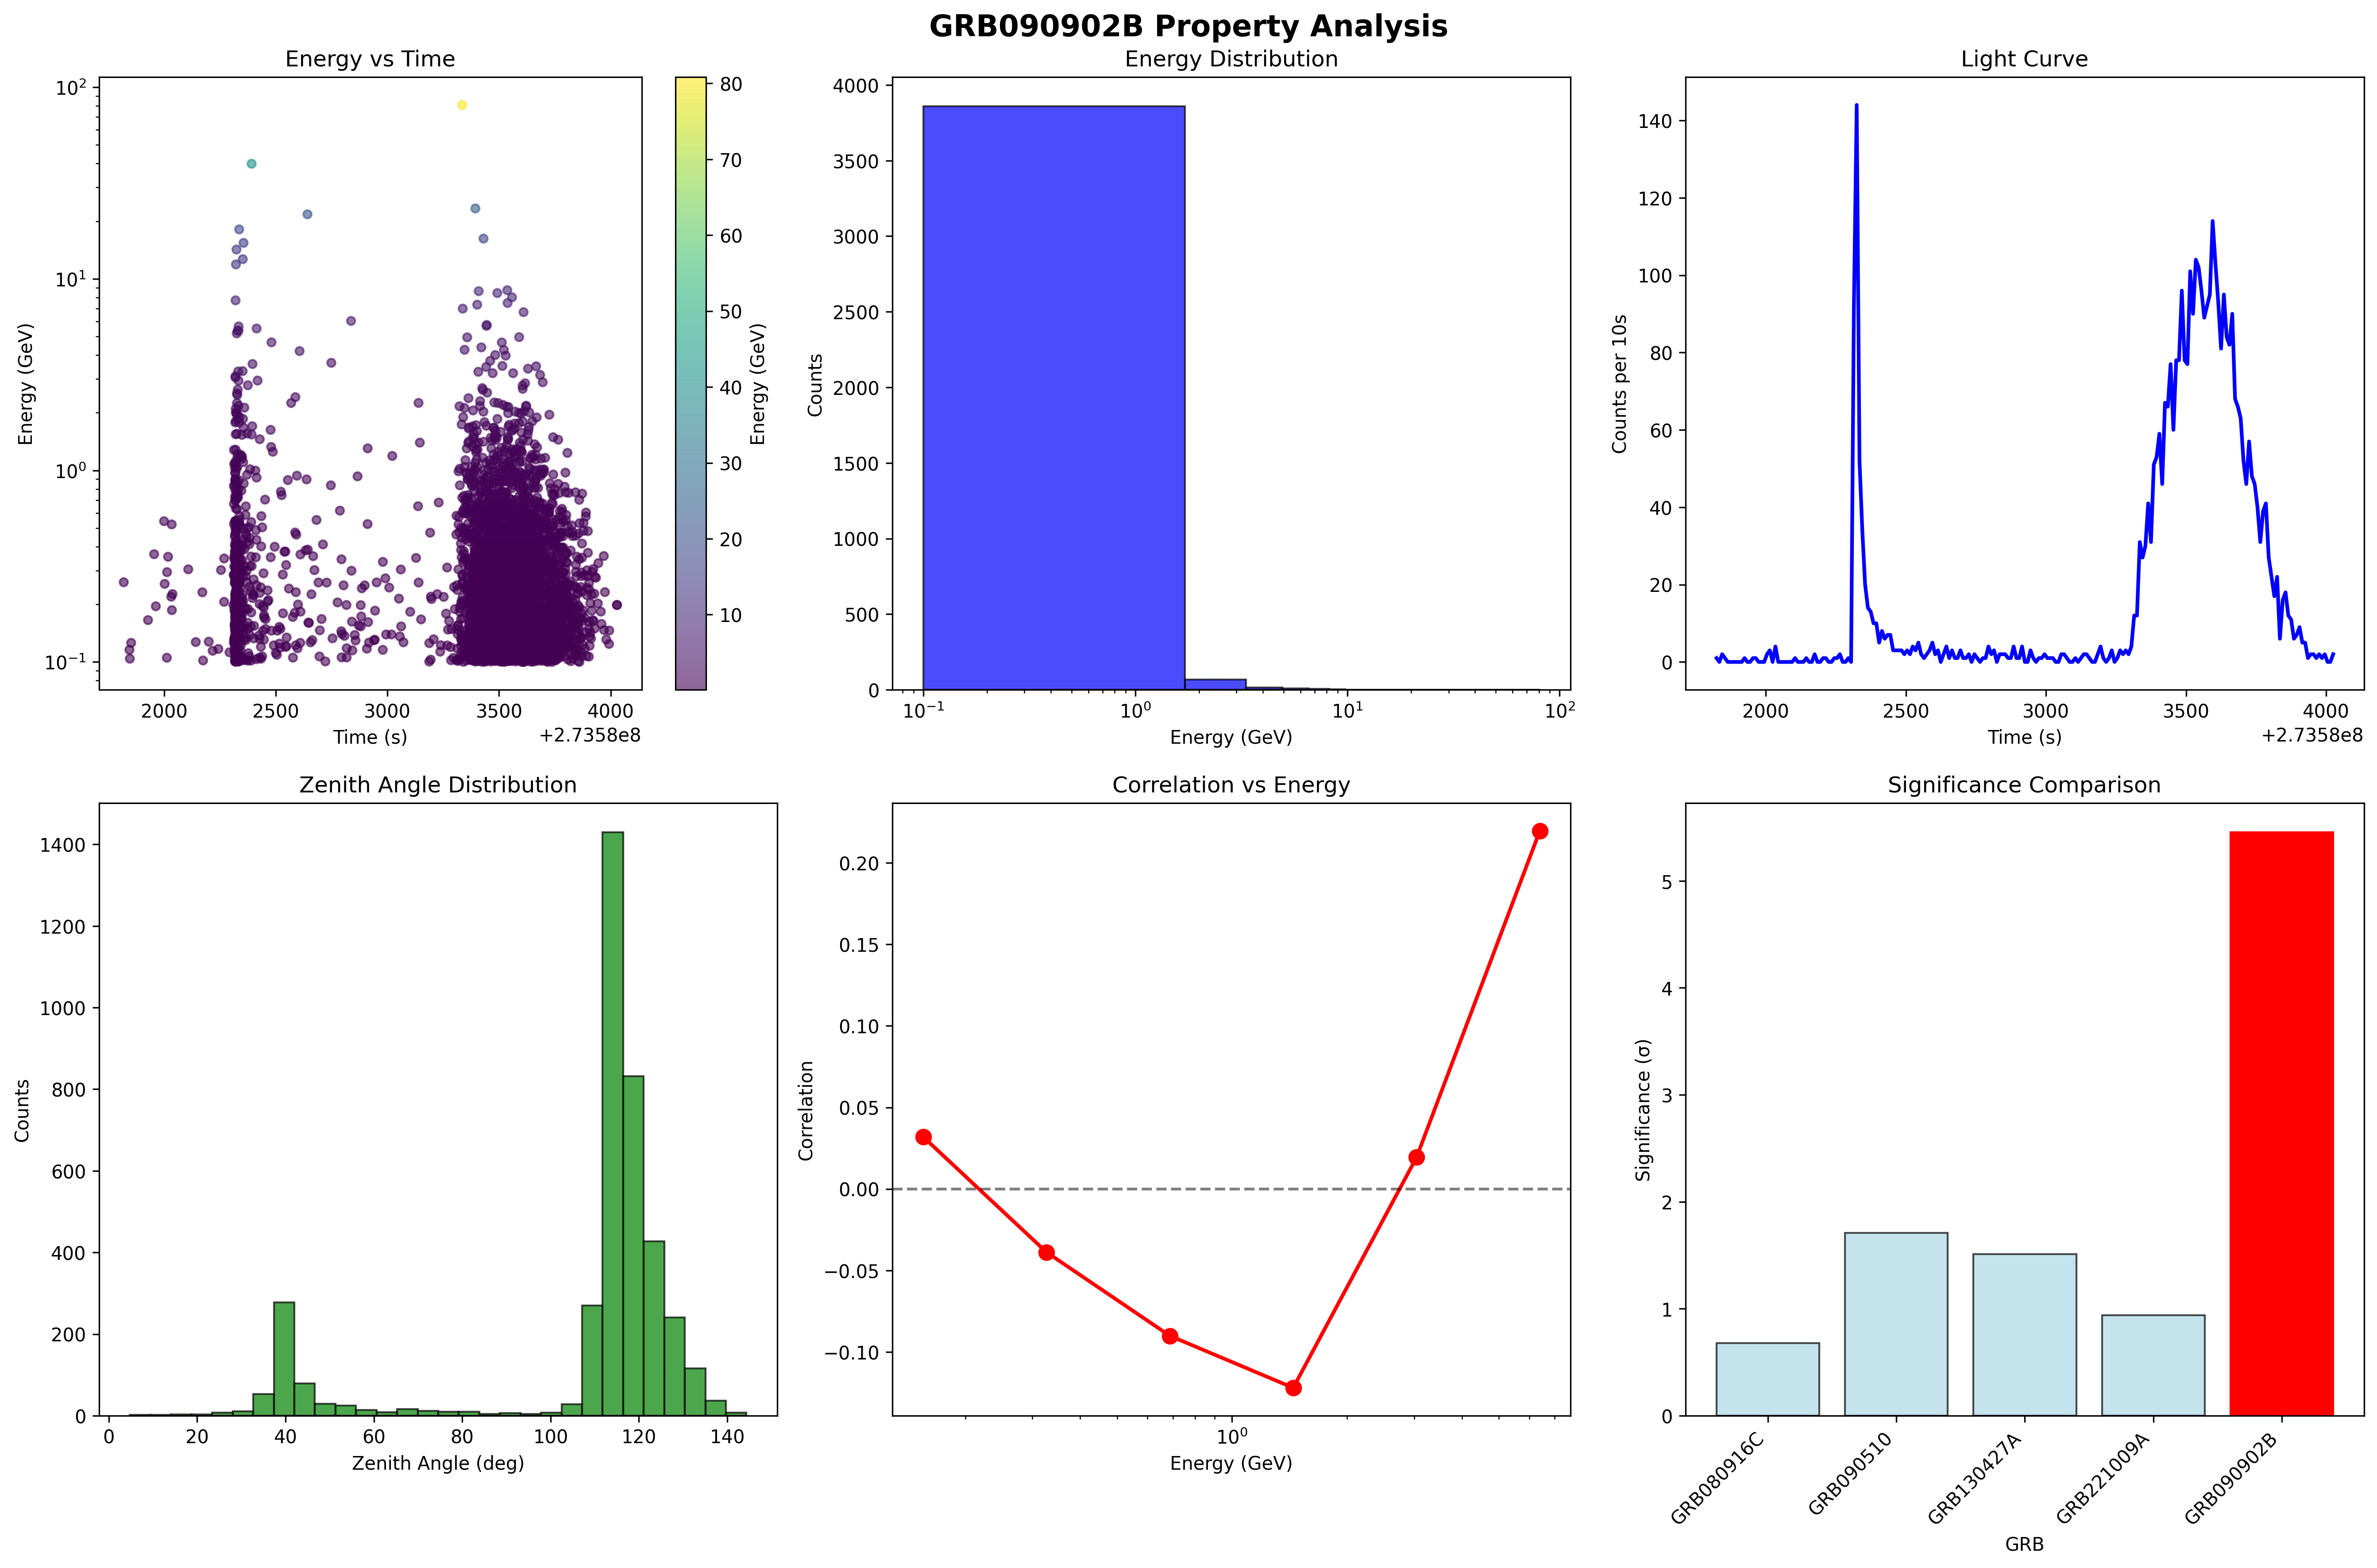 GRB090902B Property Analysis
Energy vs Time
10²
10¹
10⁰
10⁻¹
Energy (GeV)
2000 2500 3000 3500 4000
Time (s)
+2.7358e8
80
70
60
50
40
30
20
10
Energy (GeV)
Energy Distribution
4000
3500
3000
2500
2000
1500
1000
500
0
Counts
10⁻¹ 10⁰ 10¹ 10²
Energy (GeV)
Light Curve
140
120
100
80
60
40
20
0
Counts per 10s
2000 2500 3000 3500 4000
Time (s)
+2.7358e8
Zenith Angle Distribution
1400
1200
1000
800
600
400
200
0
Counts
0 20 40 60 80 100 120 140
Zenith Angle (deg)
Correlation vs Energy
0.20
0.15
0.10
0.05
0.00
−0.05
−0.10
Correlation
10⁰
Energy (GeV)
Significance Comparison
5
4
3
2
1
0
Significance (σ)
GRB080916C GRB090510 GRB130427A GRB221009A GRB090902B
GRB